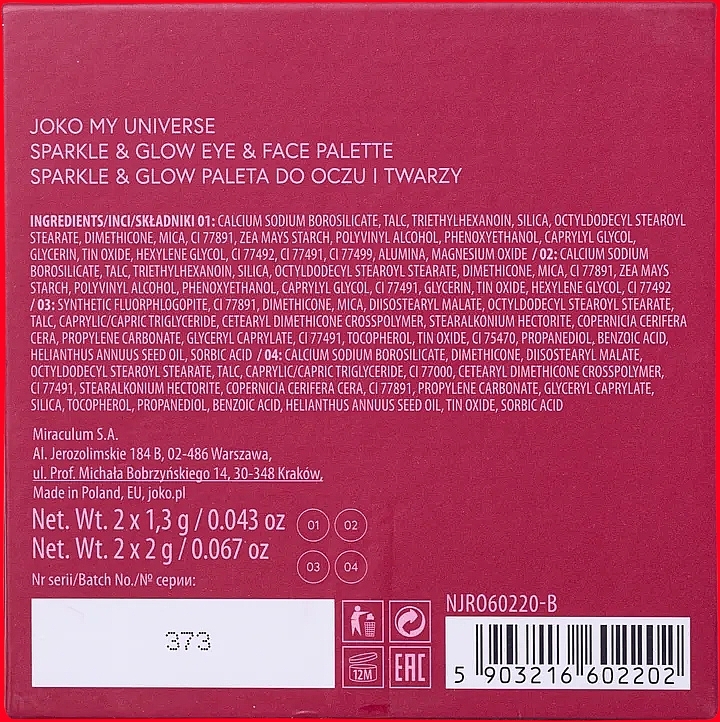 JOKO MY UNIVERSE
SPARKLE & GLOW EYE & FACE PALETTE
SPARKLE & GLOW PALETA DO OCZU I TWARZY
INGREDIENTS/INCI/SKŁADNIKI 01: CALCIUM SODIUM BOROSILICATE, TALC, TRIETHYLHEXANOIN, SILICA, OCTYLDODECYL STEAROYL
STEARATE, DIMETHICONE, MICA, CI 77891, ZEA MAYS STARCH, POLYVINYL ALCOHOL, PHENOXYETHANOL, CAPRYLYL GLYCOL,
GLYCERIN, TIN OXIDE, HEXYLENE GLYCOL, CI 77492, CI 77491, CI 77499, ALUMINA, MAGNESIUM OXIDE / 02: CALCIUM SODIUM
BOROSILICATE, TALC, TRIETHYLHEXANOIN, SILICA, OCTYLDODECYL STEAROYL STEARATE, DIMETHICONE, MICA, CI 77891, ZEA MAYS
STARCH, POLYVINYL ALCOHOL, PHENOXYETHANOL, CAPRYLYL GLYCOL, CI 77491, GLYCERIN, TIN OXIDE, HEXYLENE GLYCOL, CI 77492
/ 03: SYNTHETIC FLUORPHLOGOPITE, CI 77891, DIMETHICONE, MICA, DIISOSTEARYL MALATE, OCTYLDODECYL STEAROYL STEARATE,
TALC, CAPRYLIC/CAPRIC TRIGLYCERIDE, CETEARYL DIMETHICONE CROSSPOLYMER, STEARALKONIUM HECTORITE, COPERNICIA CERIFERA
CERA, PROPYLENE CARBONATE, GLYCERYL CAPRYLATE, CI 77491, TOCOPHEROL, TIN OXIDE, CI 75470, PROPANEDIOL, BENZOIC ACID,
HELIANTHUS ANNUUS SEED OIL, SORBIC ACID / 04: CALCIUM SODIUM BOROSILICATE, DIMETHICONE, DIISOSTEARYL MALATE,
OCTYLDODECYL STEAROYL STEARATE, TALC, CAPRYLIC/CAPRIC TRIGLYCERIDE, CI 77000, CETEARYL DIMETHICONE CROSSPOLYMER,
CI 77491, STEARALKONIUM HECTORITE, COPERNICIA CERIFERA CERA, CI 77891, PROPYLENE CARBONATE, GLYCERYL CAPRYLATE,
SILICA, TOCOPHEROL, PROPANEDIOL, BENZOIC ACID, HELIANTHUS ANNUUS SEED OIL, TIN OXIDE, SORBIC ACID
Miraculum S.A.
Al. Jerozolimskie 184 B, 02-486 Warszawa,
ul. Prof. Michała Bobrzyńskiego 14, 30-348 Kraków,
Made in Poland, EU, joko.pl
Net. Wt. 2 x 1,3 g / 0.043 oz 01 02
Net. Wt. 2 x 2 g / 0.067 oz 03 04
Nr serii/Batch No./№ серии:
373
12M
EAC
NJRO60220-B
5 903216 602202